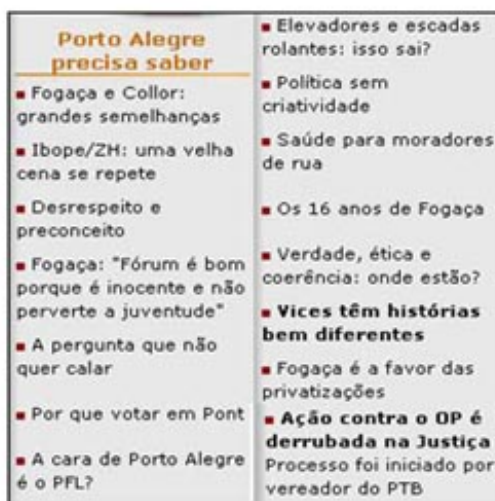 Porto Alegre
precisa saber
▪ Fogaça e Collor:
grandes semelhanças
▪ Ibope/ZH: uma velha
cena se repete
▪ Desrespeito e
preconceito
▪ Fogaça: "Fórum é bom
porque é inocente e não
perverte a juventude"
▪ A pergunta que não
quer calar
▪ Por que votar em Pont
▪ A cara de Porto Alegre
é o PFL?
▪ Elevadores e escadas
rolantes: isso sai?
▪ Política sem
criatividade
▪ Saúde para moradores
de rua
▪ Os 16 anos de Fogaça
▪ Verdade, ética e
coerência: onde estão?
▪ Vices têm histórias
bem diferentes
▪ Fogaça é a favor das
privatizações
▪ Ação contra o OP é
derrubada na Justiça
Processo foi iniciado por
vereador do PTB